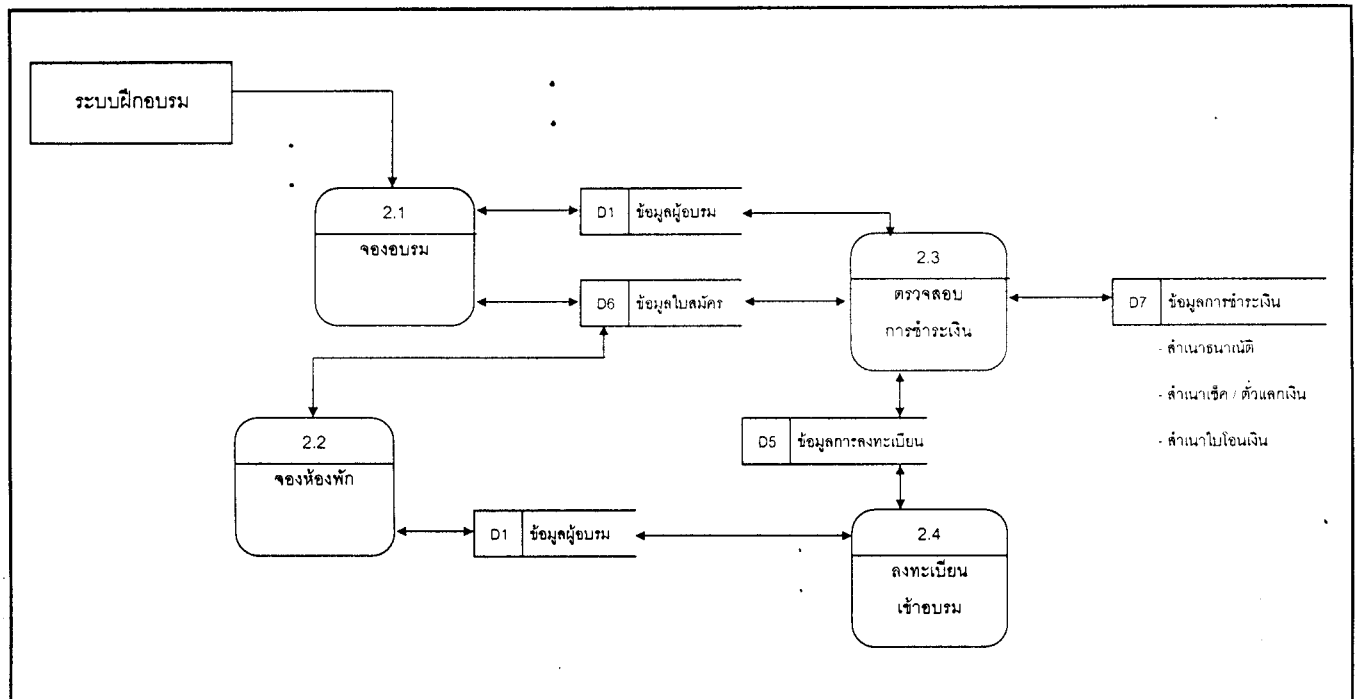 ระบบฝึกอบรม
2.1
จองอบรม
D1 ข้อมูลผู้อบรม
D6 ข้อมูลใบสมัคร
2.3
ตรวจสอบ
การชำระเงิน
D7 ข้อมูลการชำระเงิน
- สำเนาธนาณัติ
- สำเนาเช็ค / ตั๋วแลกเงิน
- สำเนาใบโอนเงิน
2.2
จองห้องพัก
D5 ข้อมูลการลงทะเบียน
D1 ข้อมูลผู้อบรม
2.4
ลงทะเบียน
เข้าอบรม